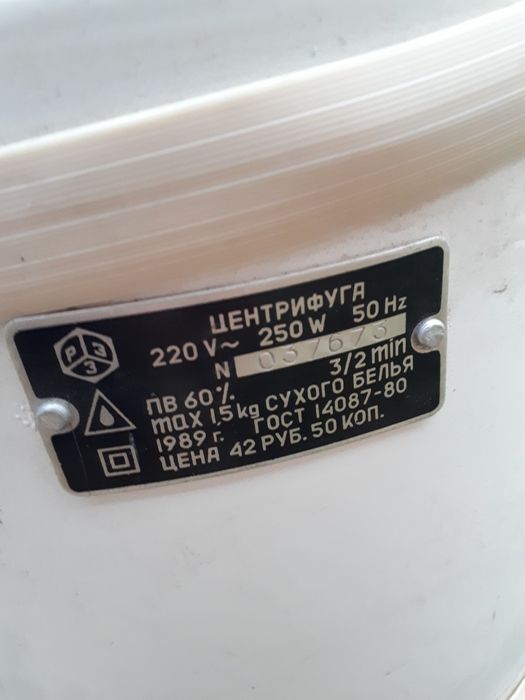 ЦЕНТРИФУГА
РЗЗ
220 V~ 250 W 50 Hz
N 037673
ПВ 60% 3/2 min
max 1,5 kg СУХОГО БЕЛЬЯ
1989 г. ГОСТ 14087-80
ЦЕНА 42 РУБ. 50 КОП.